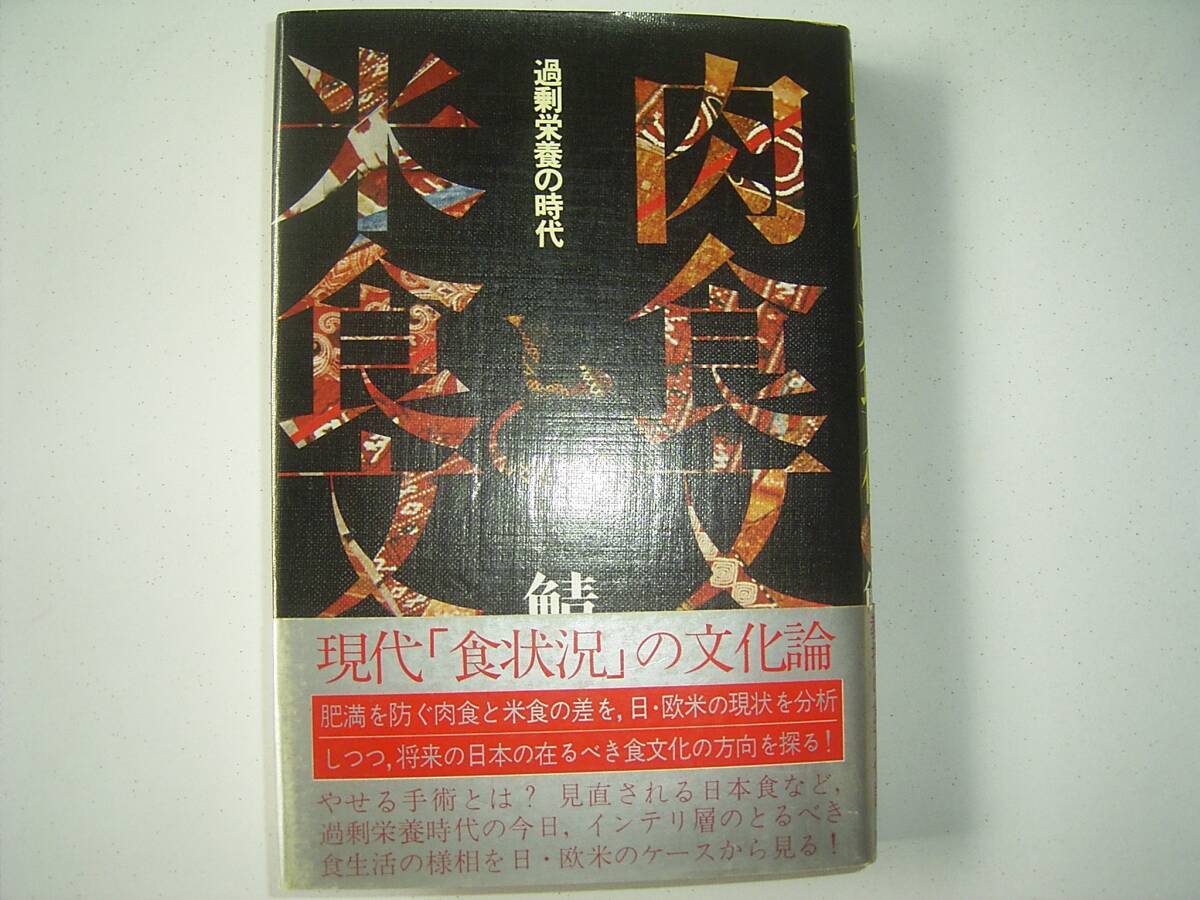 肉食文
と
過剰栄養の時代
米食文
鯖
現代「食状況」の文化論
肥満を防ぐ肉食と米食の差を,日・欧米の現状を分析
しつつ,将来の日本の在るべき食文化の方向を探る!
やせる手術とは? 見直される日本食など,
過剰栄養時代の今日,インテリ層のとるべき
食生活の様相を日・欧米のケースから見る!